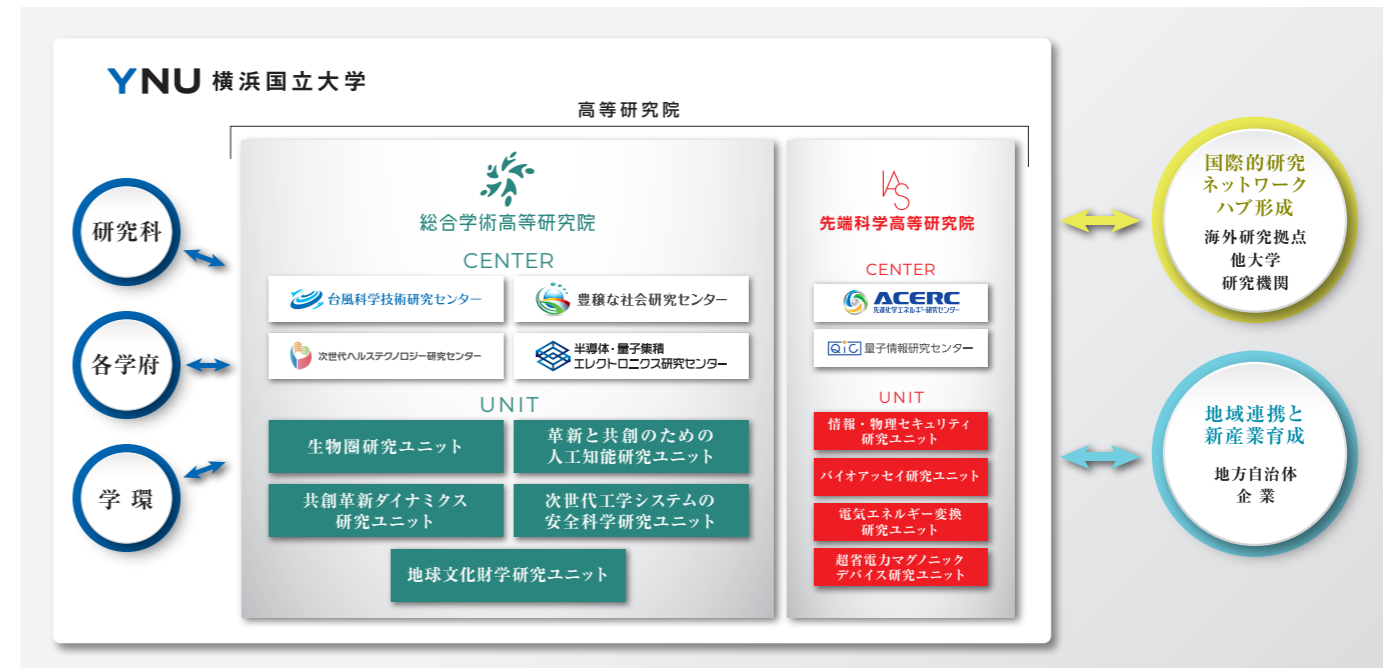 YNU 横浜国立大学
高等研究院
研究科
各学府
学環
総合学術高等研究院
CENTER
台風科学技術研究センター
豊穣な社会研究センター
次世代ヘルステクノロジー研究センター
半導体・量子集積
エレクトロニクス研究センター
UNIT
生物圏研究ユニット
革新と共創のための
人工知能研究ユニット
共創革新ダイナミクス
研究ユニット
次世代工学システムの
安全科学研究ユニット
地球文化財学研究ユニット
IAS
先端科学高等研究院
CENTER
ACERC
先進化学エネルギー研究センター
QIC 量子情報研究センター
UNIT
情報・物理セキュリティ
研究ユニット
バイオアッセイ研究ユニット
電気エネルギー変換
研究ユニット
超省電力マグノニック
デバイス研究ユニット
国際的研究
ネットワーク
ハブ形成
海外研究拠点
他大学
研究機関
地域連携と
新産業育成
地方自治体
企業